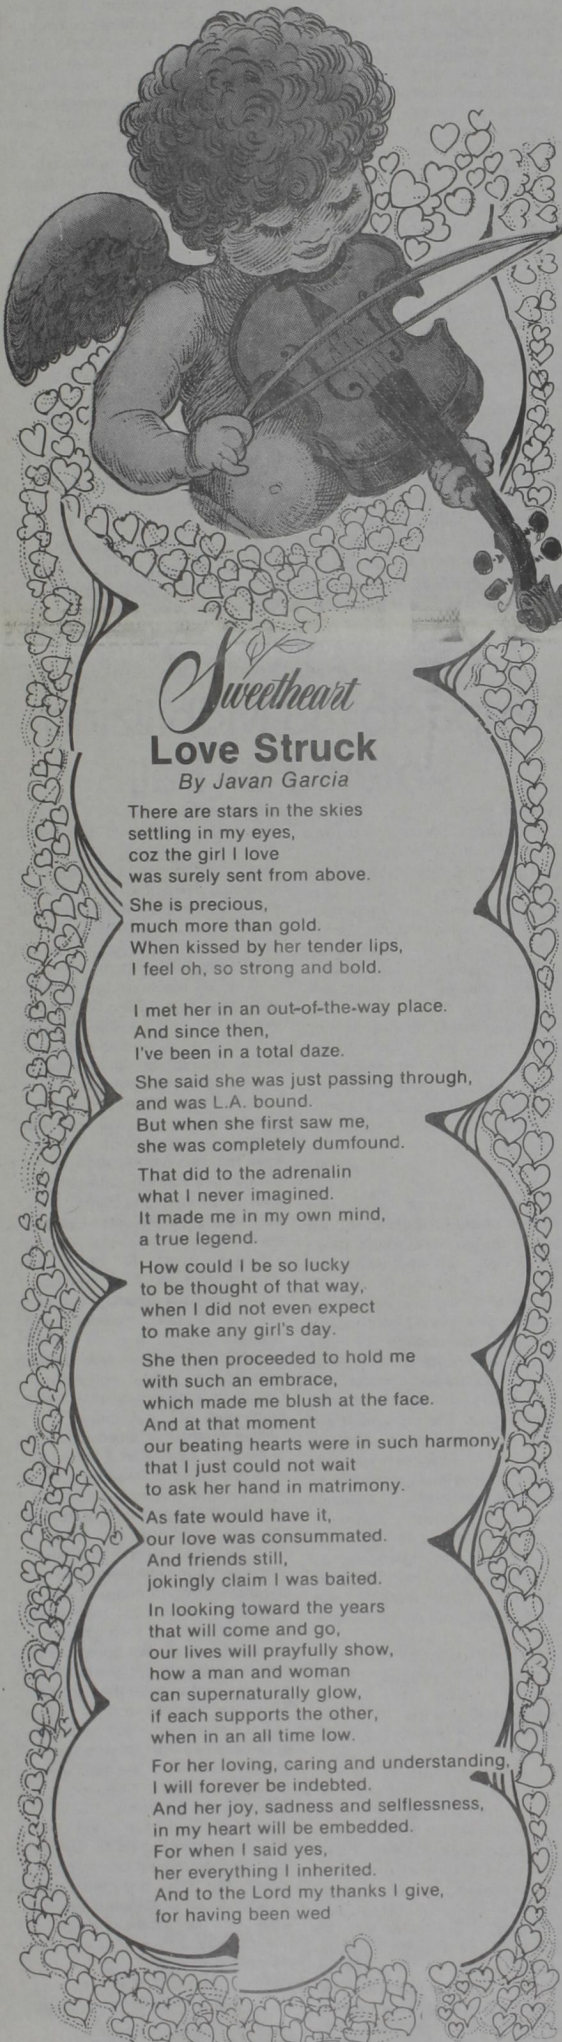 Sweetheart
Love Struck
By Javan Garcia
There are stars in the skies
settling in my eyes,
coz the girl I love
was surely sent from above.
She is precious,
much more than gold.
When kissed by her tender lips,
I feel oh, so strong and bold.
I met her in an out-of-the-way place.
And since then,
I've been in a total daze.
She said she was just passing through,
and was L.A. bound.
But when she first saw me,
she was completely dumfound.
That did to the adrenalin
what I never imagined.
It made me in my own mind,
a true legend.
How could I be so lucky
to be thought of that way,
when I did not even expect
to make any girl's day.
She then proceeded to hold me
with such an embrace,
which made me blush at the face.
And at that moment
our beating hearts were in such harmony,
that I just could not wait
to ask her hand in matrimony.
As fate would have it,
our love was consummated.
And friends still,
jokingly claim I was baited.
In looking toward the years
that will come and go,
our lives will prayfully show,
how a man and woman
can supernaturally glow,
if each supports the other,
when in an all time low.
For her loving, caring and understanding,
I will forever be indebted.
And her joy, sadness and selflessness,
in my heart will be embedded.
For when I said yes,
her everything I inherited.
And to the Lord my thanks I give,
for having been wed